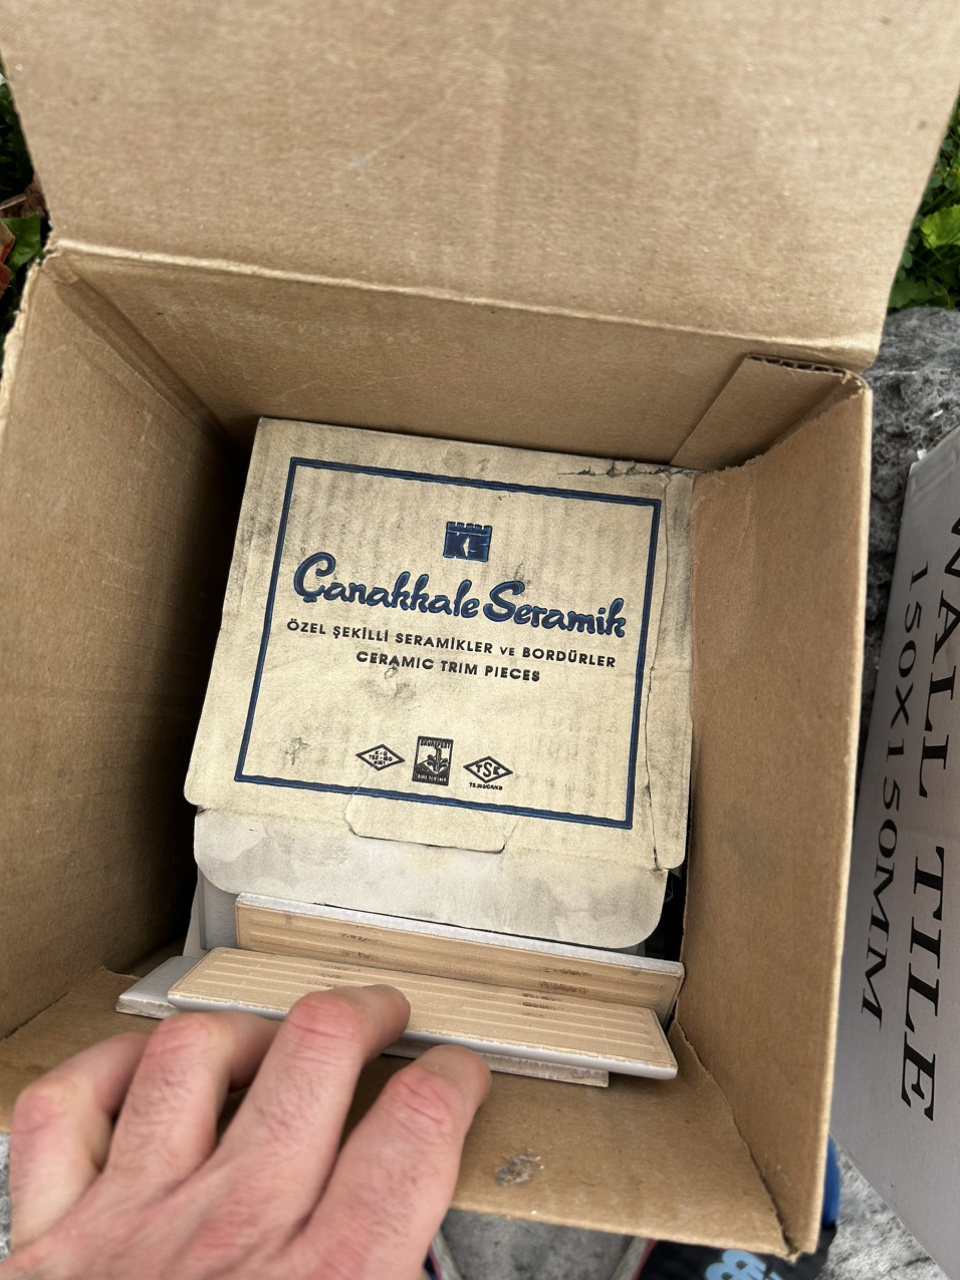 KS
Çanakkale Seramik
ÖZEL ŞEKİLLİ SERAMİKLER VE BORDÜRLER
CERAMIC TRIM PIECES
TSE
WALL TILE
150X150MM